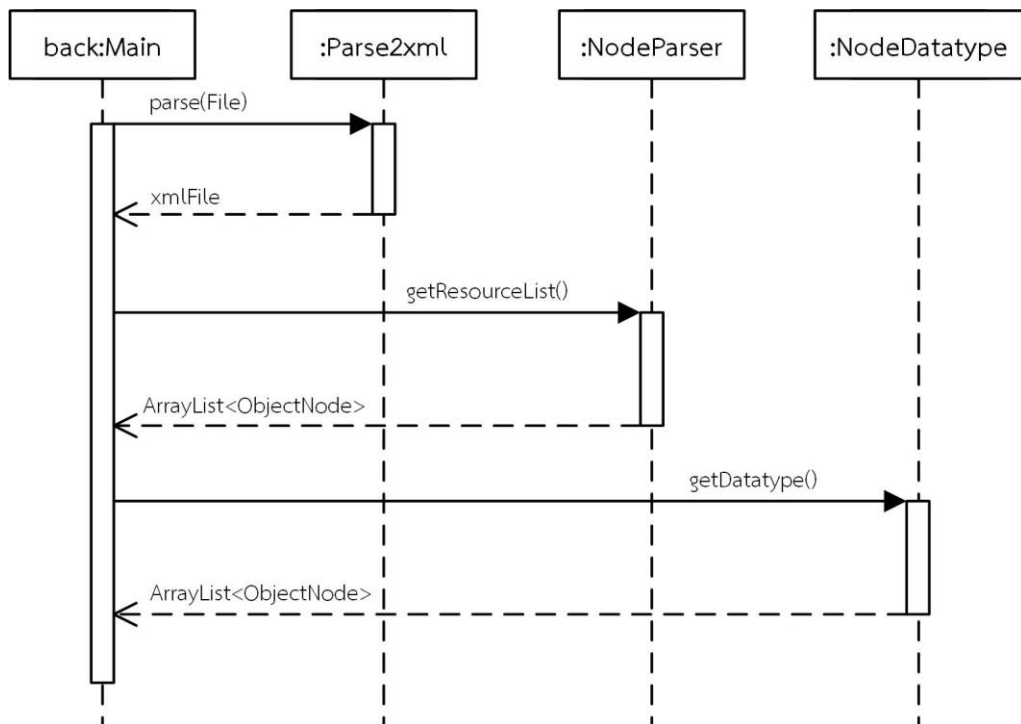 back:Main
:Parse2xml
:NodeParser
:NodeDatatype
parse(File)
xmlFile
getResourceList()
ArrayList<ObjectNode>
getDatatype()
ArrayList<ObjectNode>